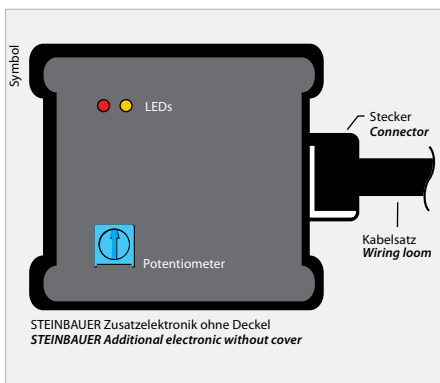 Symbol
LEDs
Stecker
Connector
Potentiometer
Kabelsatz
Wiring loom
STEINBAUER Zusatzelektronik ohne Deckel
STEINBAUER Additional electronic without cover